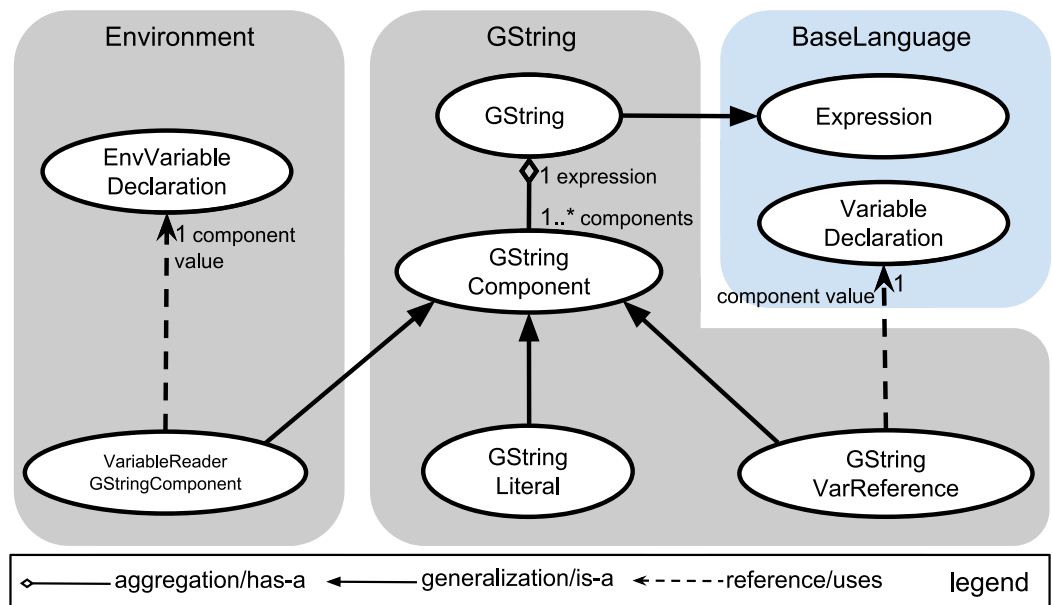 Environment
GString
BaseLanguage
GString
Expression
EnvVariable
Declaration
1 expression
1..* components
Variable
Declaration
1 component
value
GString
Component
1
component value
VariableReader
GStringComponent
GString
Literal
GString
VarReference
aggregation/has-a
generalization/is-a
reference/uses
legend